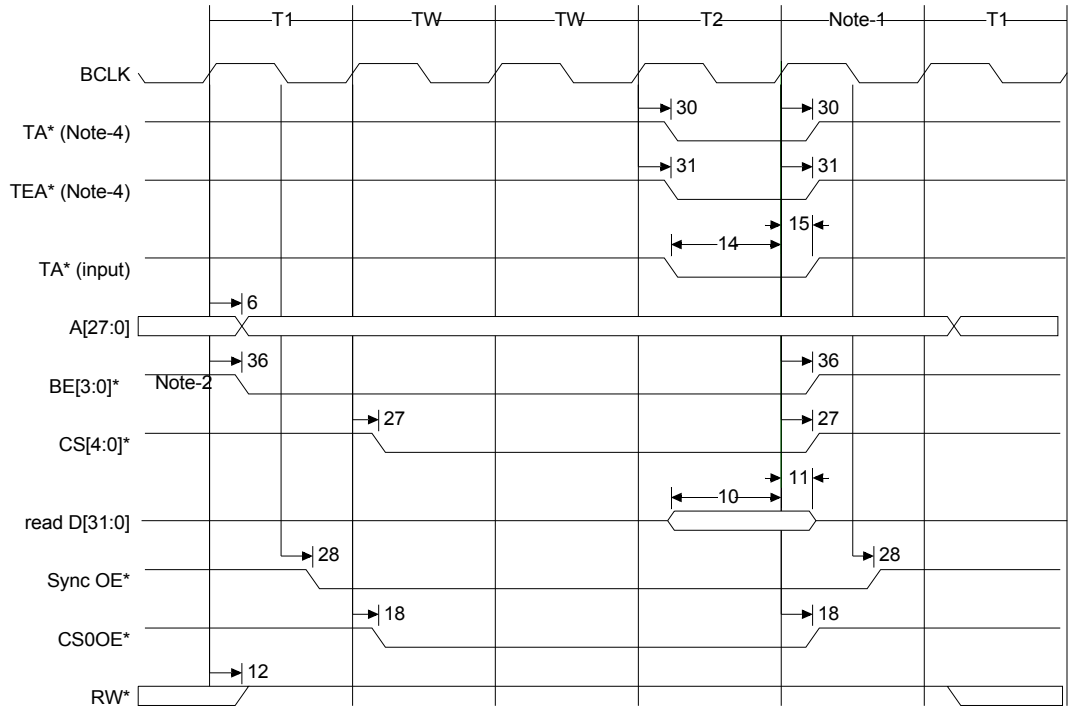 T1 TW TW T2 Note-1 T1
BCLK
30 30
TA* (Note-4)
31 31
TEA* (Note-4)
15
14
TA* (input)
6
A[27:0]
36 36
BE[3:0]* Note-2
27 27
CS[4:0]*
11
10
read D[31:0]
28 28
Sync OE*
18 18
CS0OE*
12
RW*